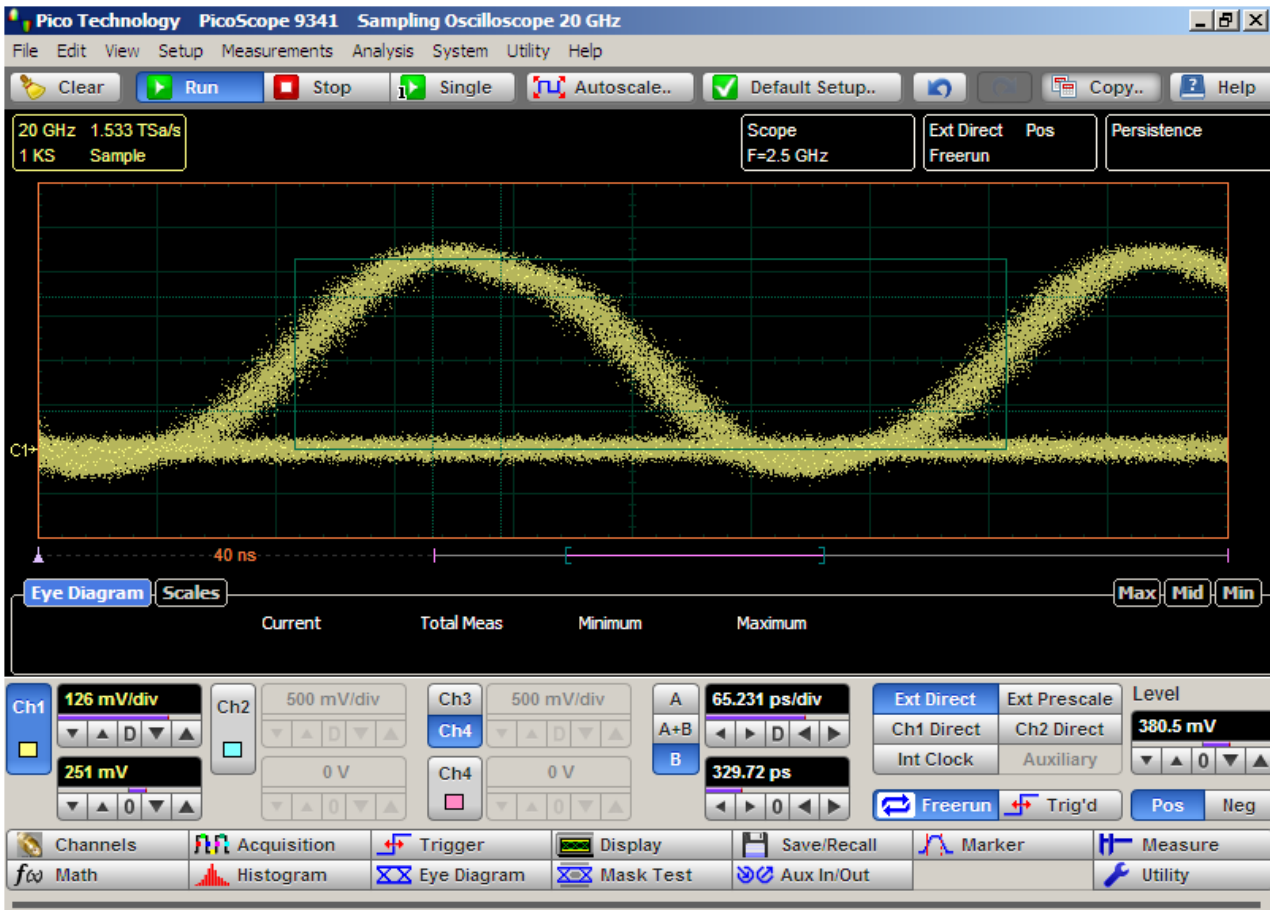 Pico Technology PicoScope 9341 Sampling Oscilloscope 20 GHz
File Edit View Setup Measurements Analysis System Utility Help
Clear Run Stop Single Autoscale.. Default Setup.. Copy.. Help
20 GHz 1.533 TSa/s
1 KS Sample
Scope
F=2.5 GHz
Ext Direct Pos
Freerun
Persistence
C1
40 ns
Eye Diagram Scales Max Mid Min
Current Total Meas Minimum Maximum
Ch1 126 mV/div Ch2 500 mV/div Ch3 500 mV/div A 65.231 ps/div Ext Direct Ext Prescale Level
D D Ch4 D A+B D Ch1 Direct Ch2 Direct 380.5 mV
251 mV 0 V Ch4 0 V B 329.72 ps Int Clock Auxiliary 0
0 0 0 0 Freerun Trig'd Pos Neg
Channels Acquisition Trigger Display Save/Recall Marker Measure
fω Math Histogram Eye Diagram Mask Test Aux In/Out Utility